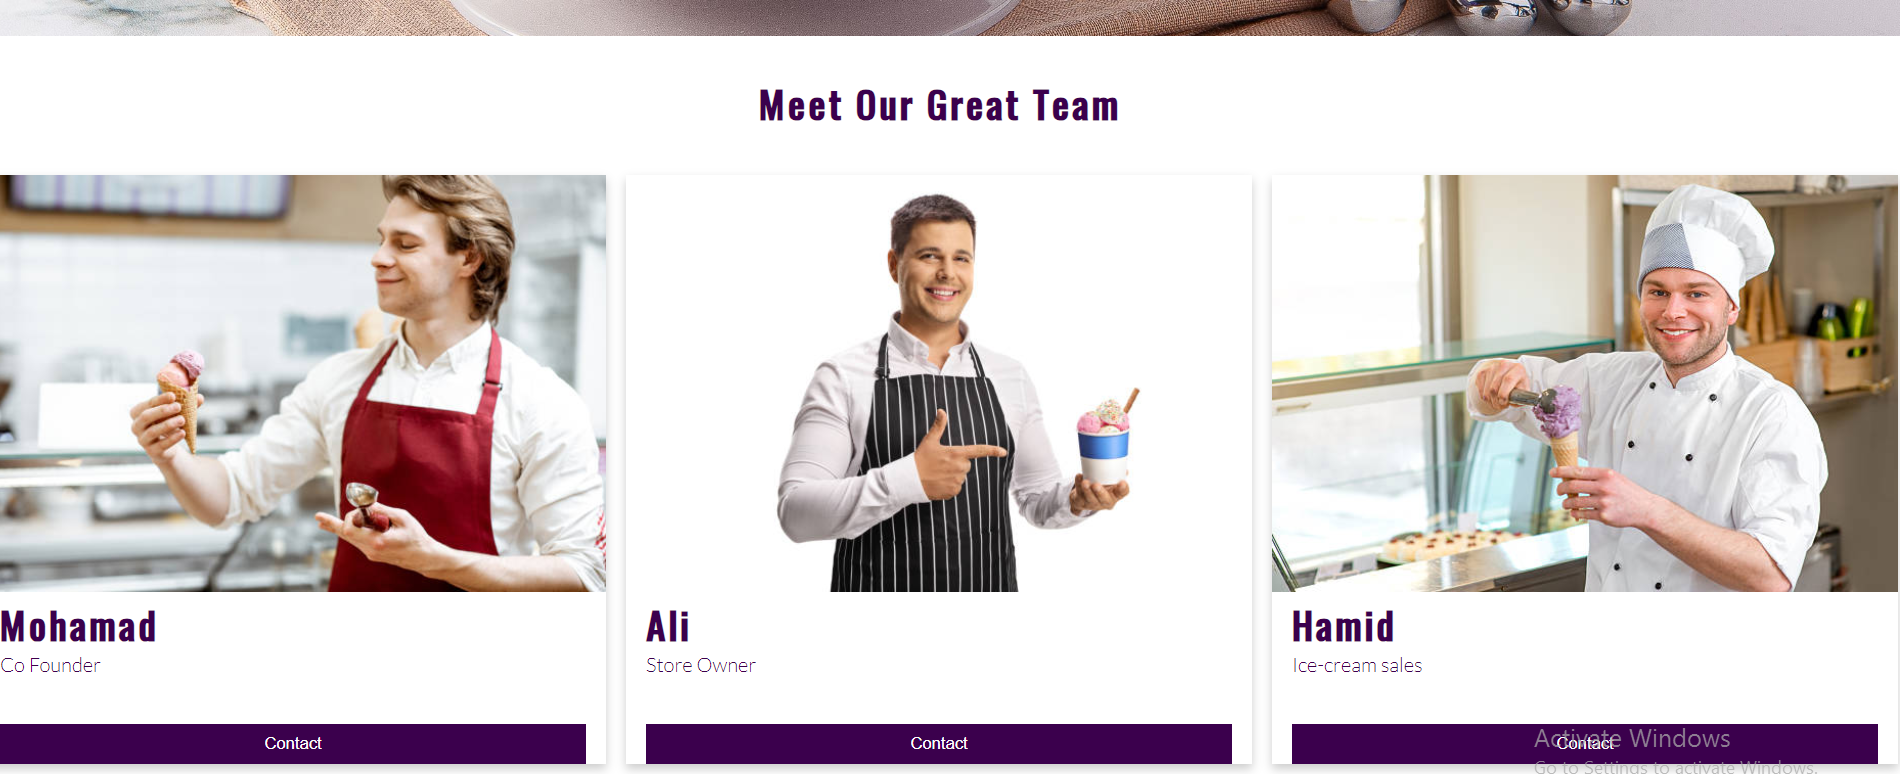 Meet Our Great Team
Mohamad
Co Founder
Contact
Ali
Store Owner
Contact
Hamid
Ice-cream sales
Contact
Activate Windows
Go to Settings to activate Windows.